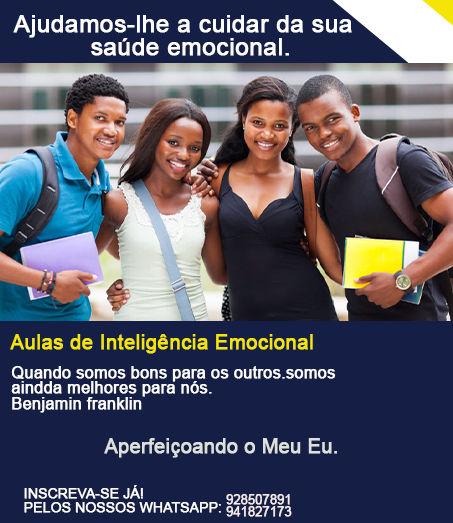 Ajudamos-lhe a cuidar da sua
saúde emocional.
Aulas de Inteligência Emocional
Quando somos bons para os outros.somos
aindda melhores para nós.
Benjamin franklin
Aperfeiçoando o Meu Eu.
INSCREVA-SE JÁ!
PELOS NOSSOS WHATSAPP: 928507891
941827173